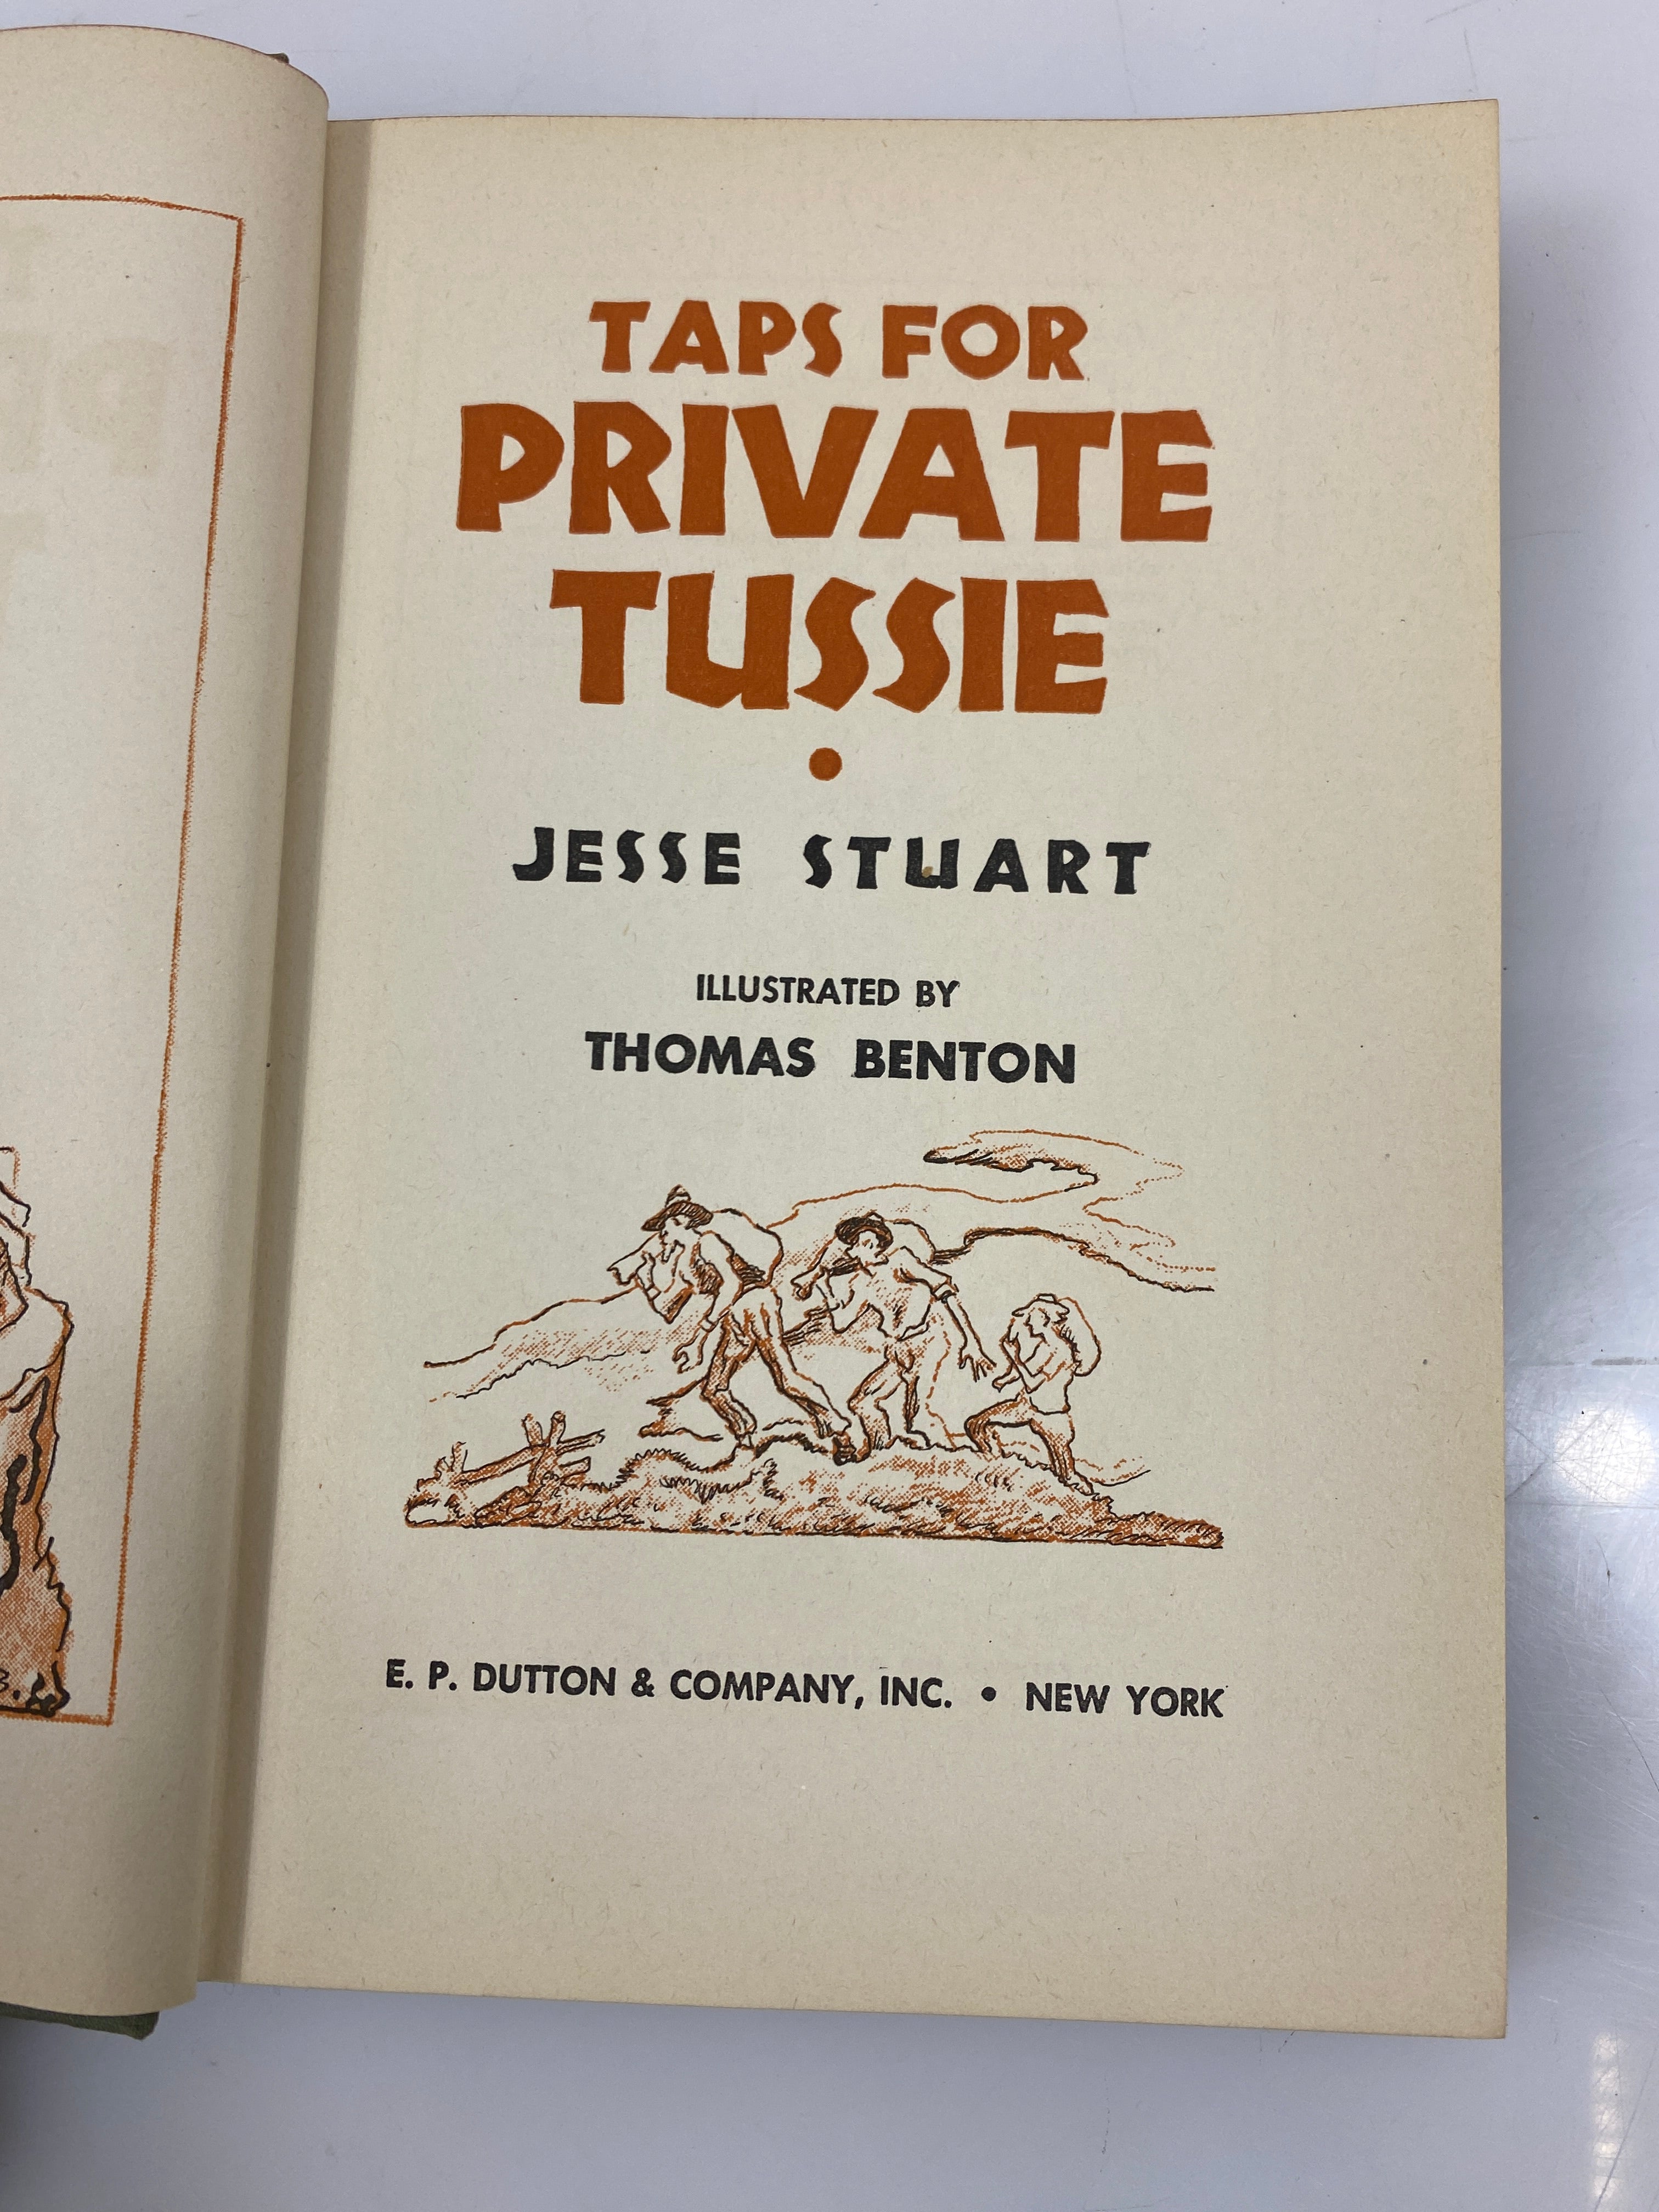 TAPS FOR
PRIVATE
TUSSIE
•
JESSE STUART
ILLUSTRATED BY
THOMAS BENTON
E. P. DUTTON & COMPANY, INC. • NEW YORK